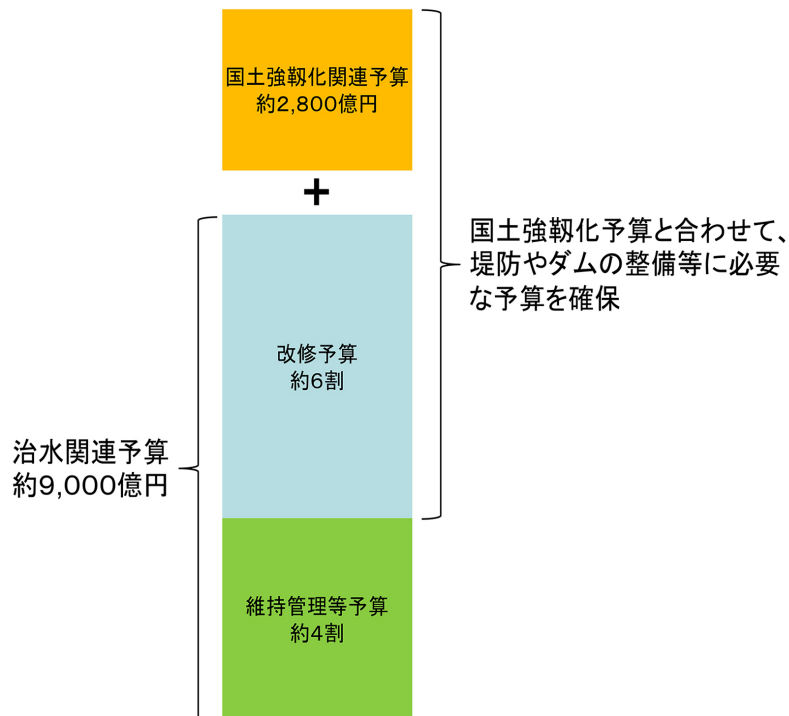 国土強靱化関連予算
約2,800億円
+
国土強靱化予算と合わせて、
堤防やダムの整備等に必要
な予算を確保
改修予算
約6割
治水関連予算
約9,000億円
維持管理等予算
約4割